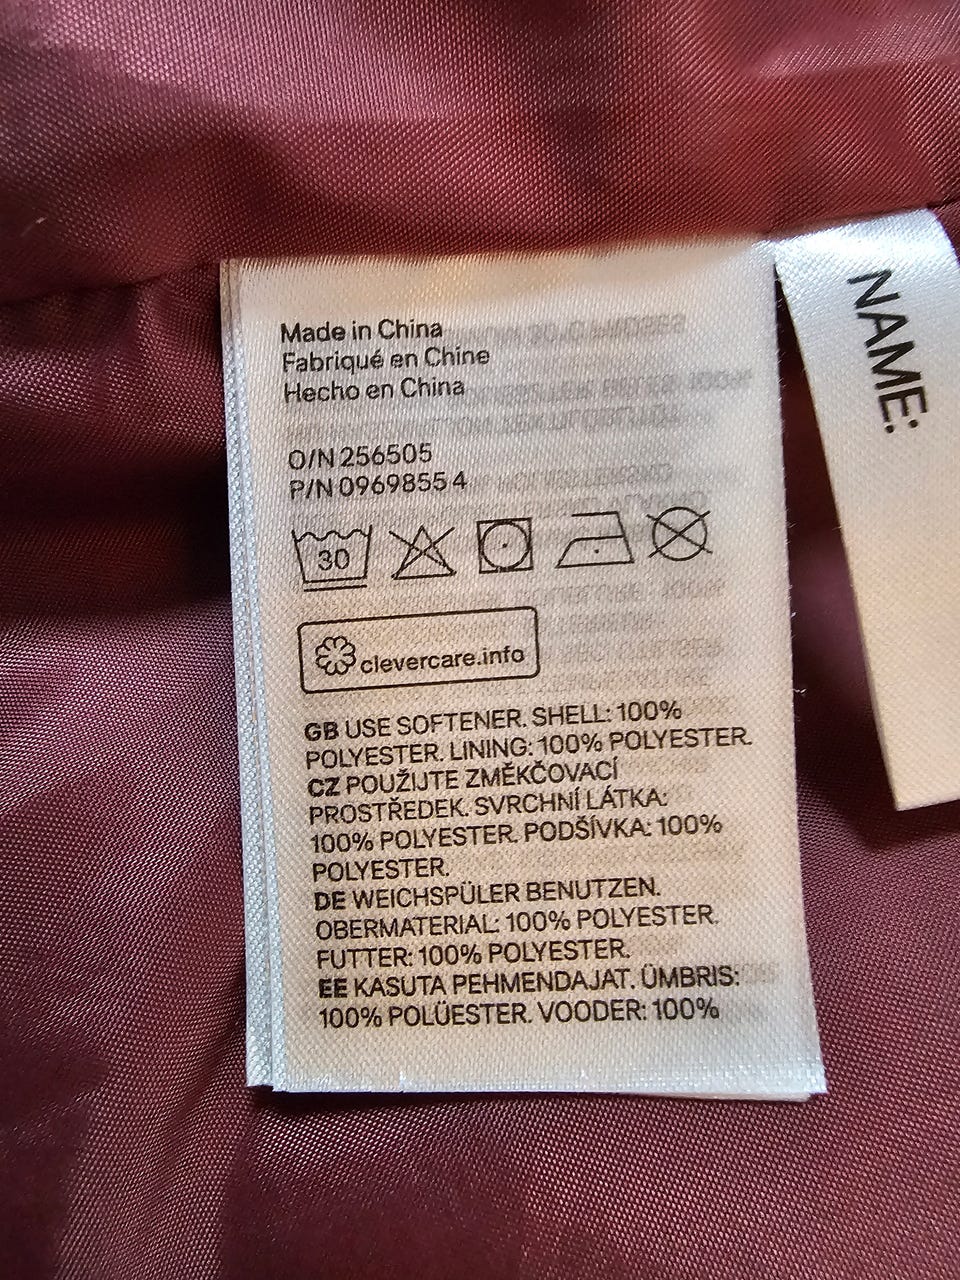 Made in China
Fabriqué en Chine
Hecho en China
O/N 256505
P/N 0969855 4
30
clevercare.info
GB USE SOFTENER. SHELL: 100%
POLYESTER. LINING: 100% POLYESTER.
CZ POUŽIJTE ZMĚKČOVACÍ
PROSTŘEDEK. SVRCHNÍ LÁTKA:
100% POLYESTER. PODŠÍVKA: 100%
POLYESTER.
DE WEICHSPÜLER BENUTZEN.
OBERMATERIAL: 100% POLYESTER.
FUTTER: 100% POLYESTER.
EE KASUTA PEHMENDAJAT. ÜMBRIS:
100% POLÜESTER. VOODER: 100%
NAME: